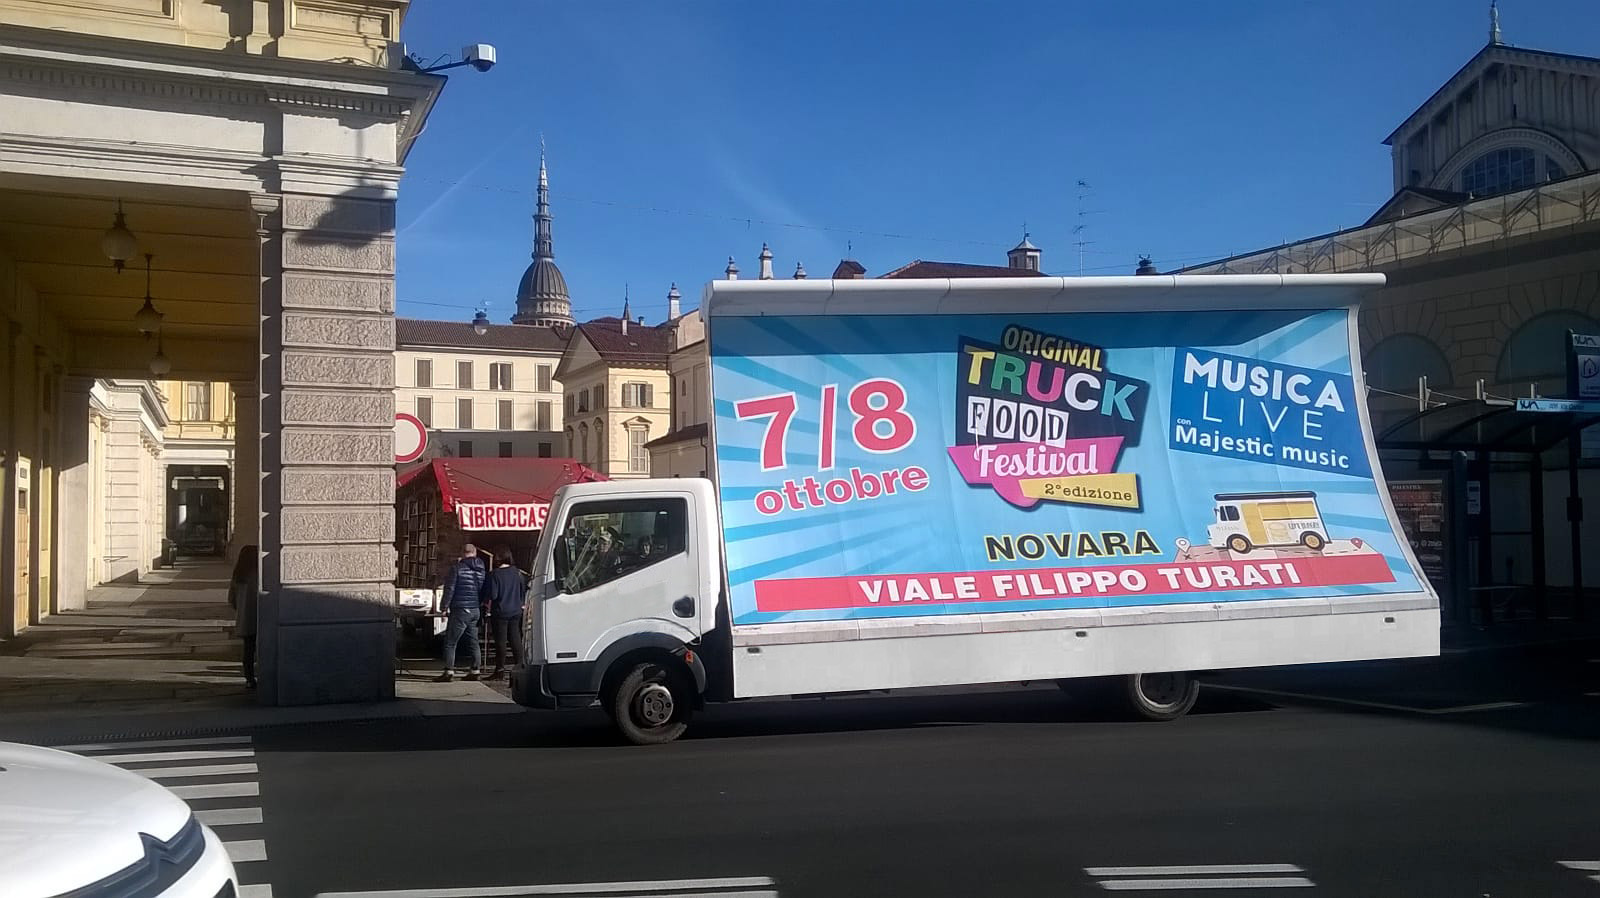 LIBROCCAS
7/8
ottobre
ORIGINAL
TRUCK
FOOD
Festival
2° edizione
MUSICA
LIVE
con
Majestic music
NOVARA
VIALE FILIPPO TURATI